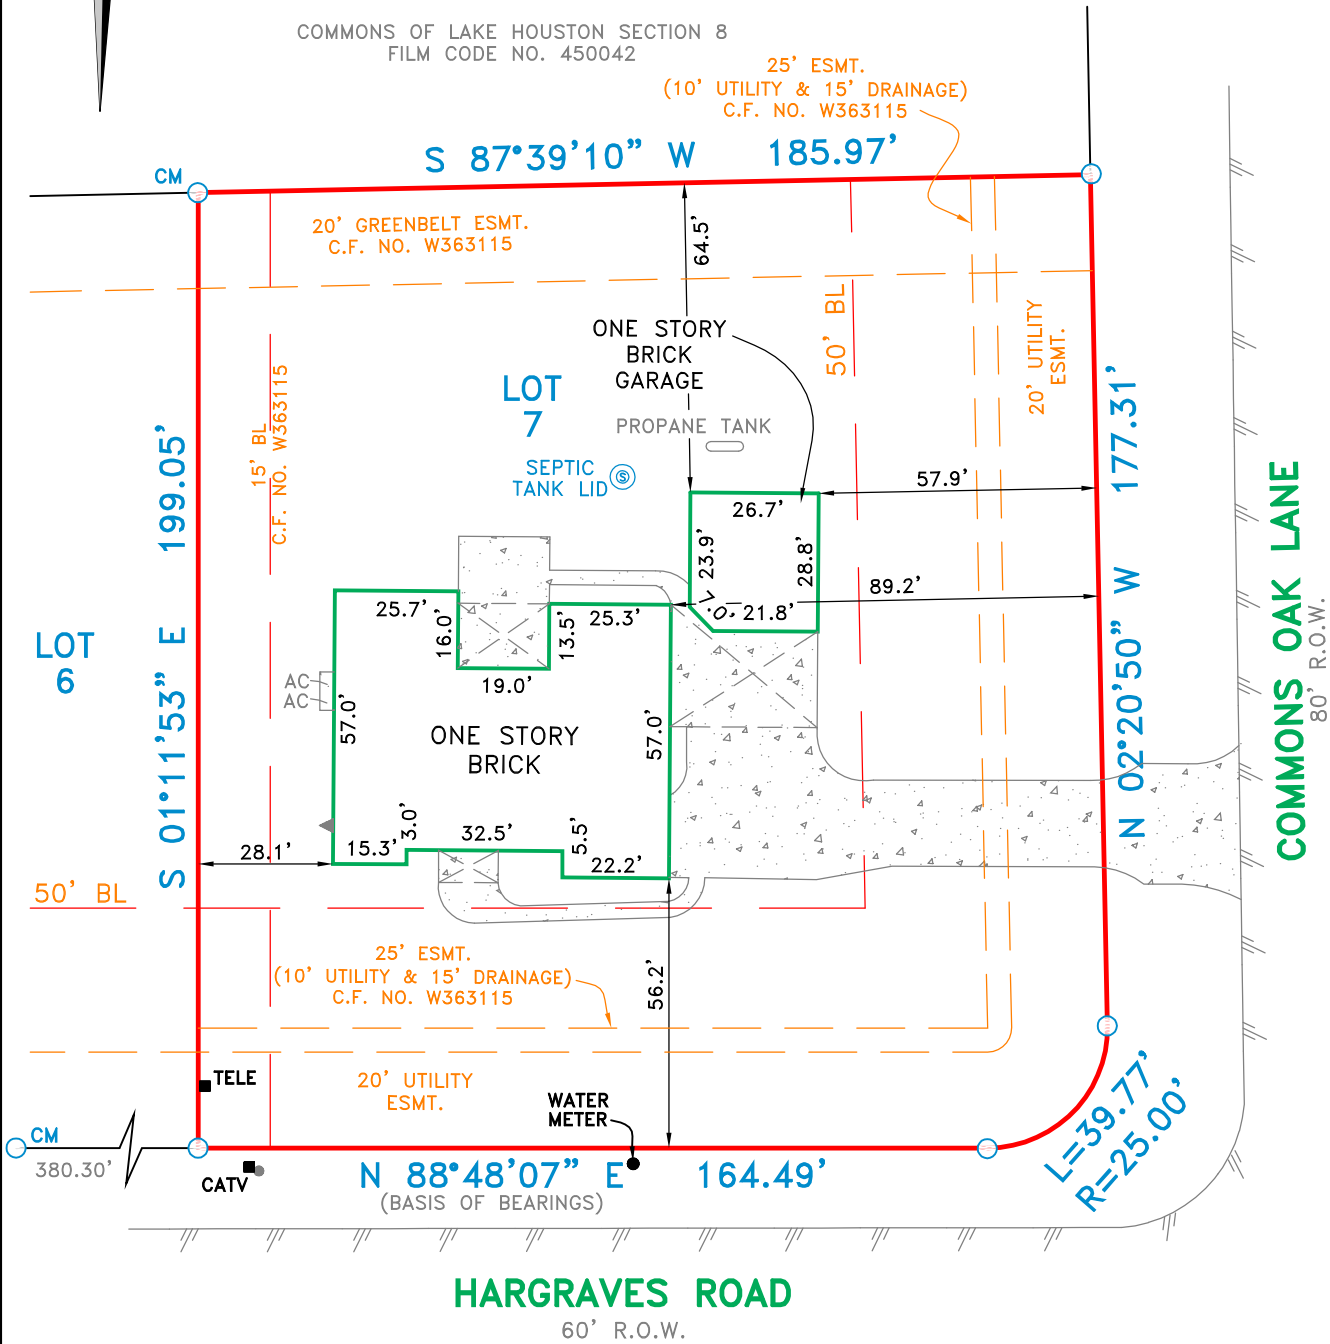 COMMONS OF LAKE HOUSTON SECTION 8
FILM CODE NO. 450042
25' ESMT.
(10' UTILITY & 15' DRAINAGE)
C.F. NO. W363115
S 87°39'10" W 185.97'
CM
20' GREENBELT ESMT.
C.F. NO. W363115
64.5'
ONE STORY
BRICK
GARAGE
50' BL
20' UTILITY
ESMT.
LOT
7
PROPANE TANK
SEPTIC
TANK LID
S
15' BL
C.F. NO. W363115
S 01°11'53" E 199.05'
N 02°20'50" W 177.31'
57.9'
26.7'
23.9'
28.8'
7.0'
21.8'
89.2'
COMMONS OAK LANE
80' R.O.W.
LOT
6
25.7'
16.0'
13.5'
25.3'
19.0'
AC
AC
57.0'
ONE STORY
BRICK
57.0'
15.3'
3.0'
32.5'
5.5'
22.2'
28.1'
50' BL
25' ESMT.
(10' UTILITY & 15' DRAINAGE)
C.F. NO. W363115
56.2'
TELE
20' UTILITY
ESMT.
WATER
METER
CM
380.30'
CATV
N 88°48'07" E 164.49'
(BASIS OF BEARINGS)
L=39.77'
R=25.00'
HARGRAVES ROAD
60' R.O.W.